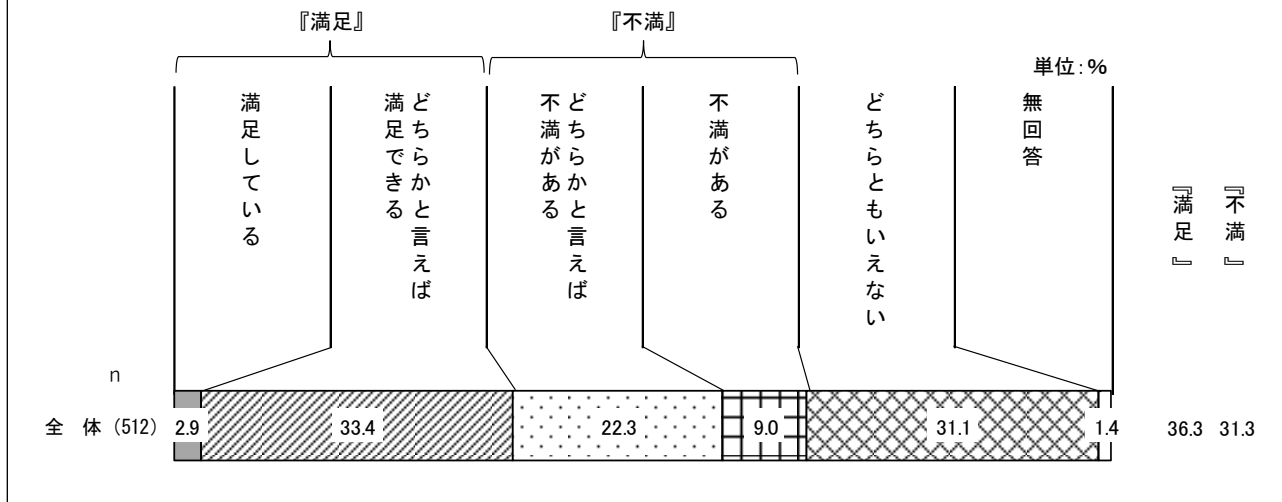 『満足』
『不満』
単位:%
満足している
どちらかと言えば
満足できる
どちらかと言えば
不満がある
不満がある
どちらともいえない
無回答
『満足』
『不満』
n
全 体 (512) 2.9 33.4 22.3 9.0 31.1 1.4 36.3 31.3